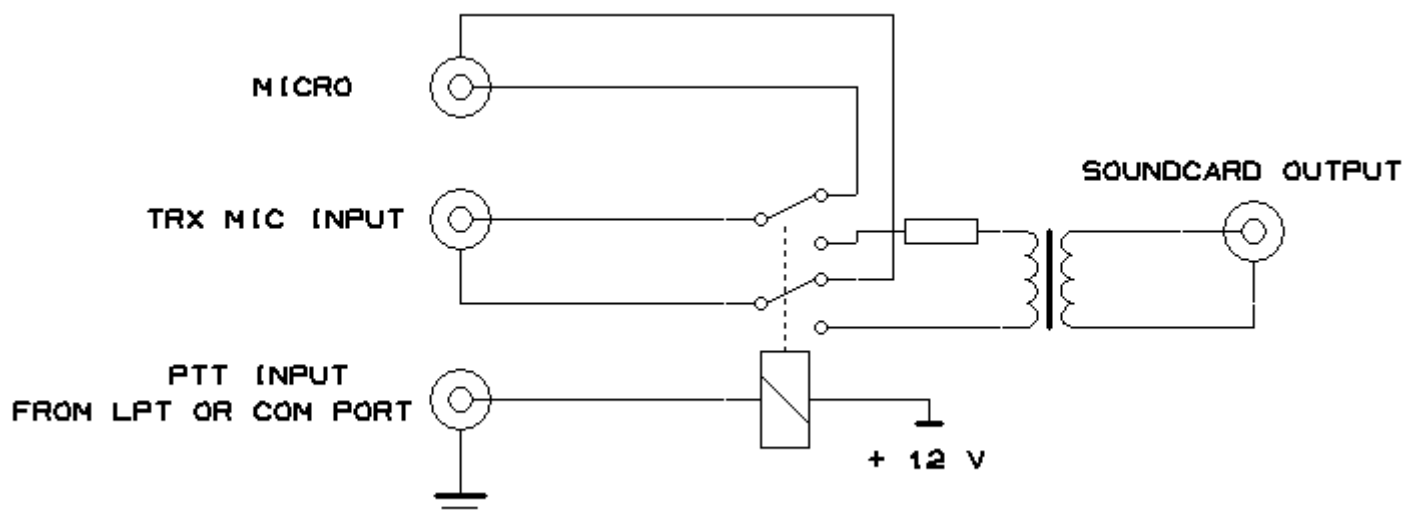 MICRO
SOUNDCARD OUTPUT
TRX MIC INPUT
PTT INPUT
FROM LPT OR COM PORT
+ 12 V